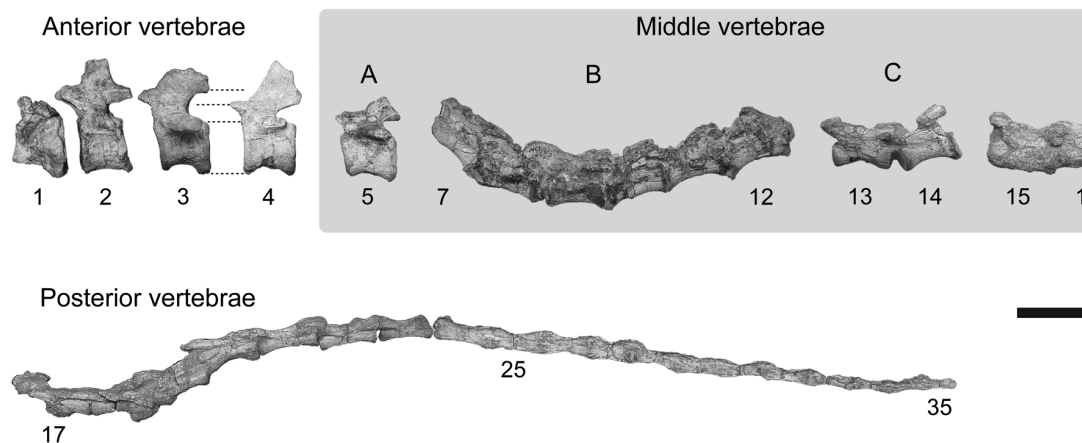 Anterior vertebrae
Middle vertebrae
A B C
1 2 3 4 5 7 12 13 14 15 1
Posterior vertebrae
25
35
17